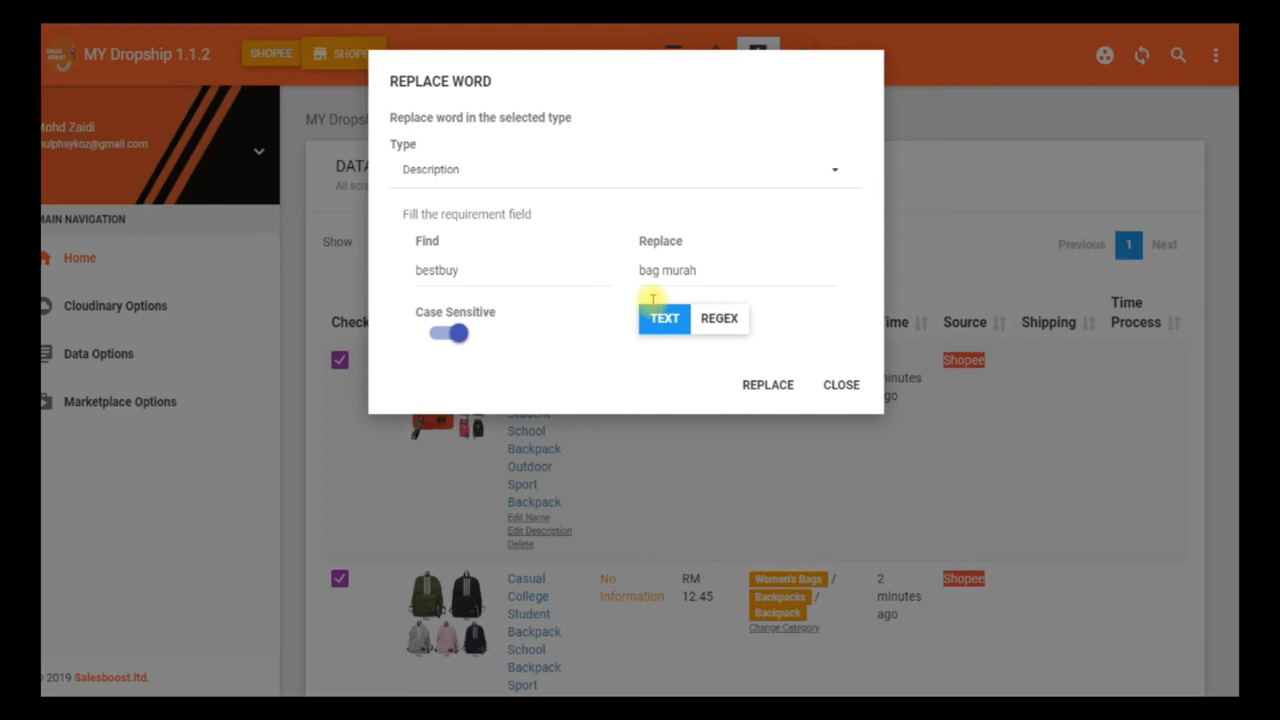 MY Dropship 1.1.2
SHOPEE
Mohd Zaidi
MAIN NAVIGATION
Home
Cloudinary Options
Data Options
Marketplace Options
© 2019 Salesboost.ltd.
REPLACE WORD
Replace word in the selected type
Type
Description
Fill the requirement field
Find Replace
bestbuy bag murah
Case Sensitive
TEXT REGEX
REPLACE CLOSE
Show
Previous 1 Next
Source Shipping Time
Process
Shopee
ago
School
Backpack
Outdoor
Sport
Backpack
Edit Name
Edit Description
Delete
Casual
College
Student
Backpack
School
Backpack
Sport
No
Information
RM
12.45
Women's Bags /
Backpacks /
Backpack
Change Category
2
minutes
ago
Shopee